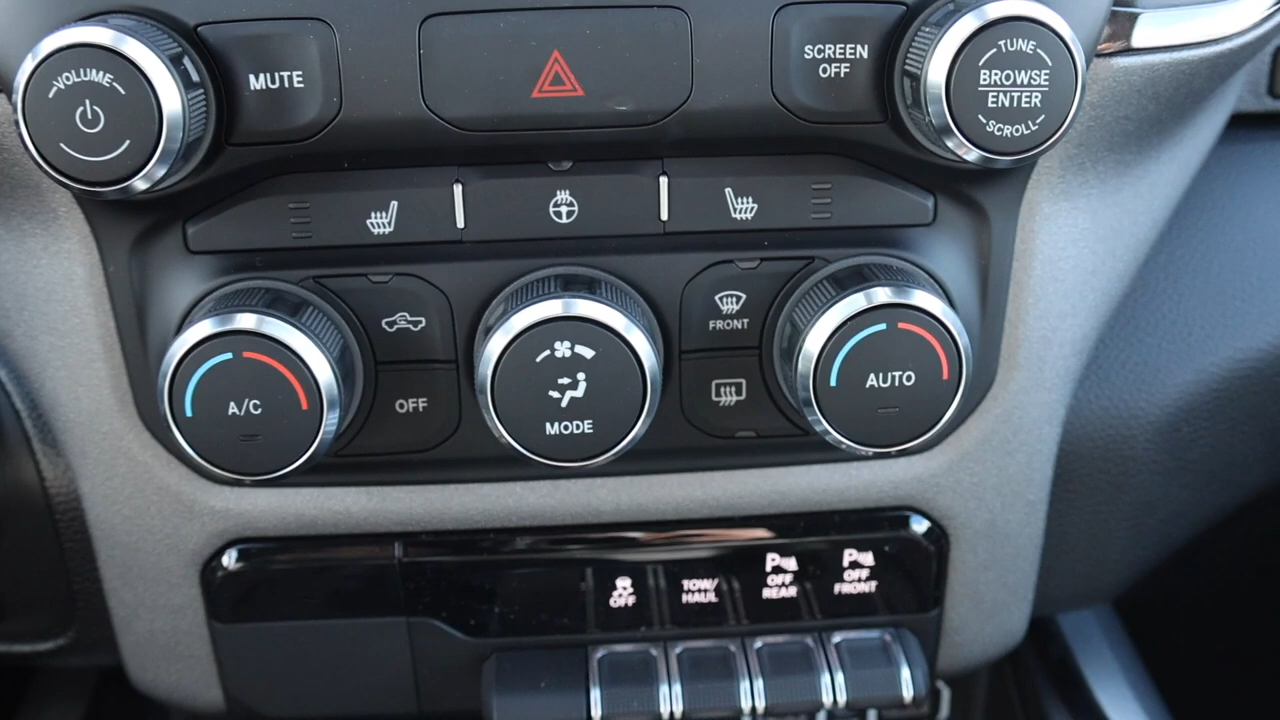 VOLUME
MUTE
SCREEN
OFF
TUNE
BROWSE
ENTER
SCROLL
FRONT
A/C
OFF
MODE
AUTO
OFF
TOW/
HAUL
P
OFF
REAR
P
OFF
FRONT